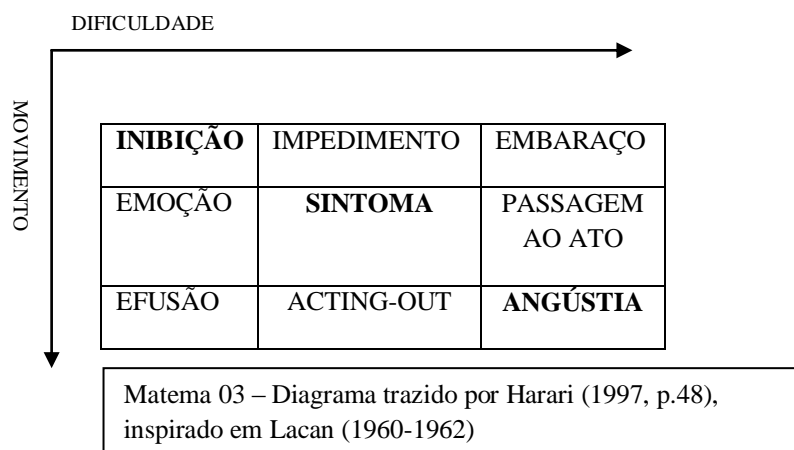 DIFICULDADE
MOVIMENTO
INIBIÇÃO IMPEDIMENTO EMBARAÇO
EMOÇÃO SINTOMA PASSAGEM
AO ATO
EFUSÃO ACTING-OUT ANGÚSTIA
Matema 03 – Diagrama trazido por Harari (1997, p.48),
inspirado em Lacan (1960-1962)